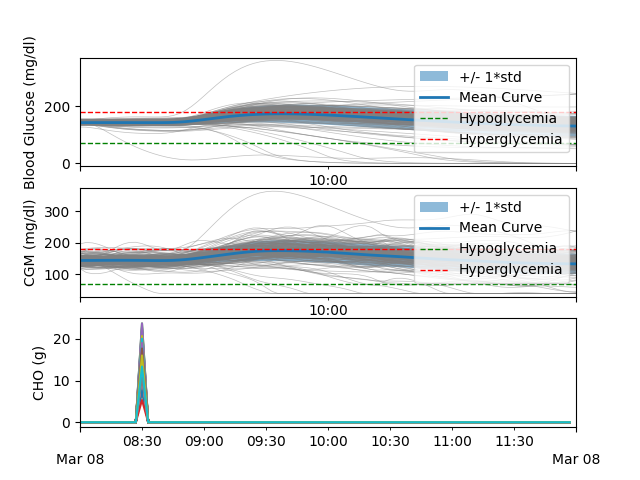 Blood Glucose (mg/dl)
200
0
+/- 1*std
Mean Curve
Hypoglycemia
Hyperglycemia
10:00
CGM (mg/dl)
300
200
100
+/- 1*std
Mean Curve
Hypoglycemia
Hyperglycemia
10:00
CHO (g)
20
10
0
08:30 09:00 09:30 10:00 10:30 11:00 11:30
Mar 08 Mar 08